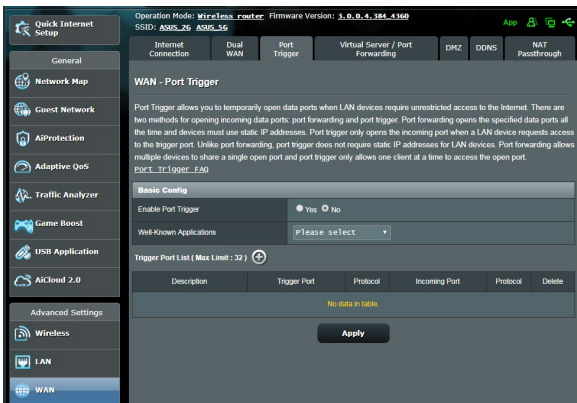 Quick Internet
Setup
General
Network Map
Guest Network
AiProtection
Adaptive QoS
Traffic Analyzer
Game Boost
USB Application
AiCloud 2.0
Advanced Settings
Wireless
LAN
WAN
Operation Mode: Wireless router Firmware Version: 3.0.0.4.384_4360
SSID: ASUS_2G ASUS_5G
App
Internet
Connection
Dual
WAN
Port
Trigger
Virtual Server / Port
Forwarding
DMZ
DDNS
NAT
Passthrough
WAN - Port Trigger
Port Trigger allows you to temporarily open data ports when LAN devices require unrestricted access to the Internet. There are
two methods for opening incoming data ports: port forwarding and port trigger. Port forwarding opens the specified data ports all
the time and devices must use static IP addresses. Port trigger only opens the incoming port when a LAN device requests access
to the trigger port. Unlike port forwarding, port trigger does not require static IP addresses for LAN devices. Port forwarding allows
multiple devices to share a single open port and port trigger only allows one client at a time to access the open port.
Port Trigger FAQ
Basic Config
Enable Port Trigger
Yes No
Well-Known Applications
Please select
Trigger Port List ( Max Limit : 32 )
Description Trigger Port Protocol Incoming Port Protocol Delete
No data in table.
Apply